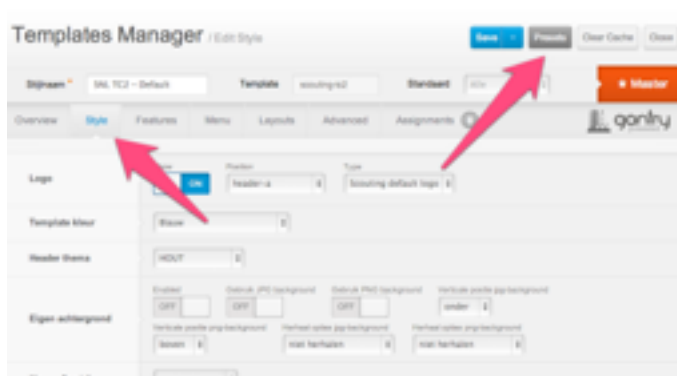 Templates Manager / Edit Style
Save Presets Clear Cache Close
Stijlnaam * SNL TC2 - Default Template scouting-tc2 Standaard ★ Master
Overview Style Features Menu Layouts Advanced Assignments gantry
Position Type
Logo ON header-a Scouting default logo
Template kleur Blauw
Header thema HOUT
Enabled Gebruik JPG background Gebruik PNG background Verticale positie jpg-background
OFF OFF OFF onder
Eigen achtergrond
Verticale positie png-background Herhaal opties jpg-background Herhaal opties png-background
boven niet herhalen niet herhalen